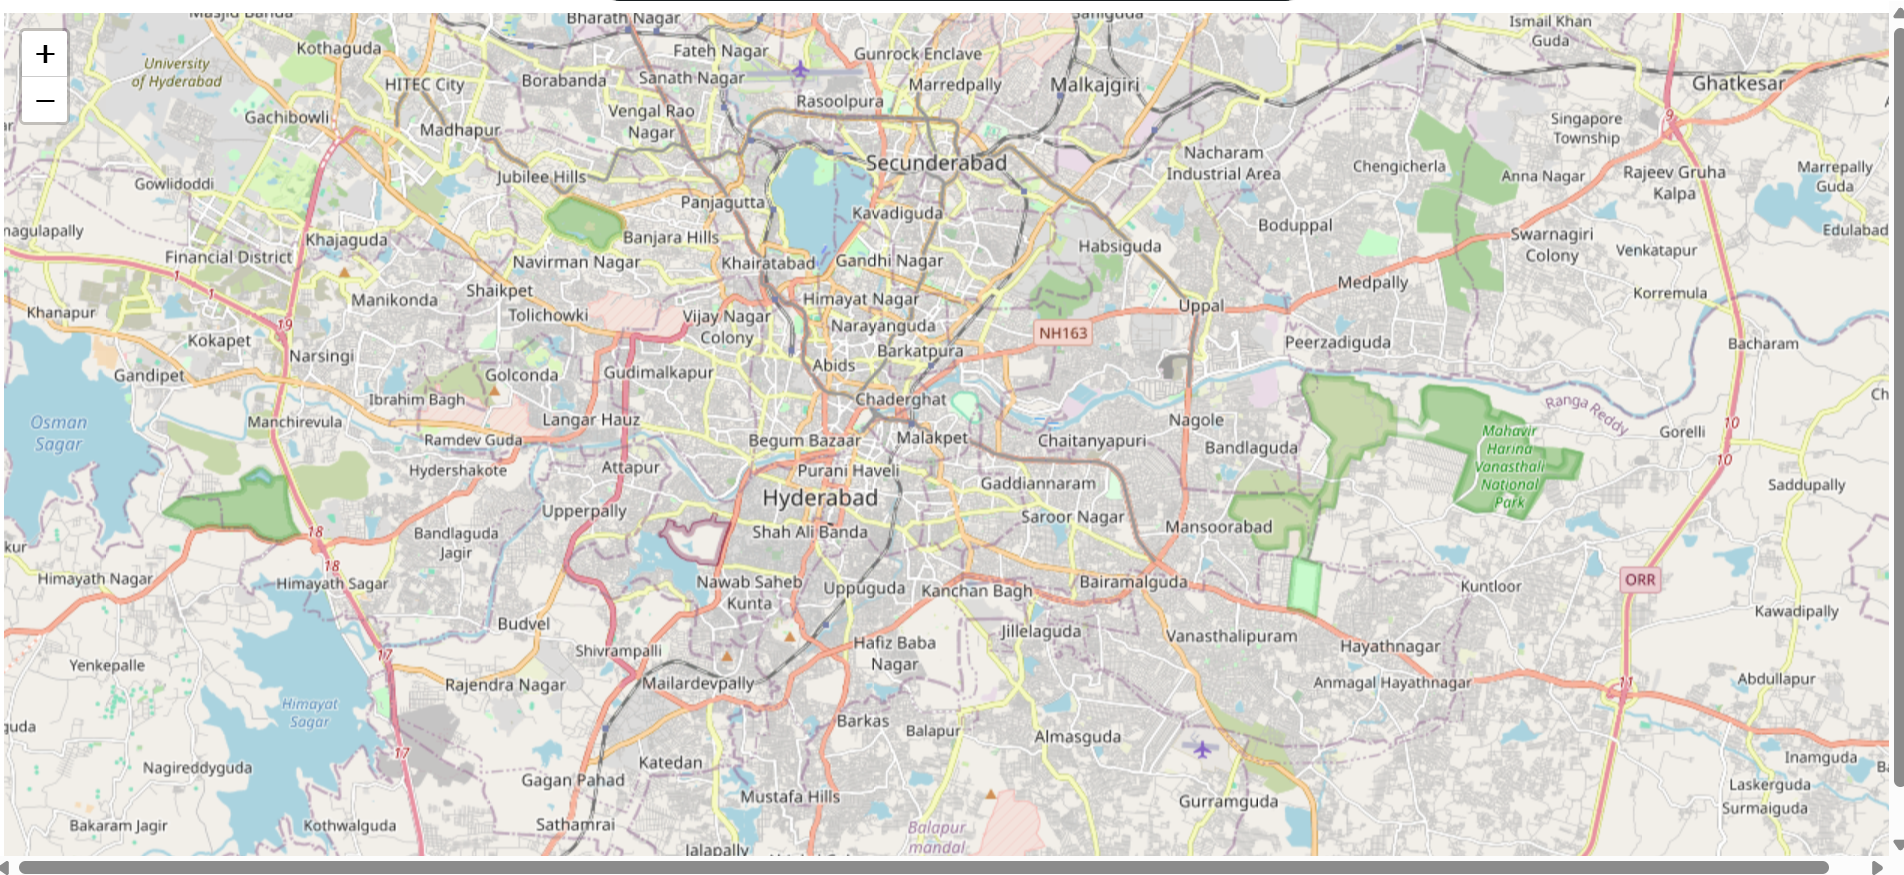 Bharath Nagar
Ismail Khan
Guda
Kothaguda
Fateh Nagar
Gunrock Enclave
+
University
of Hyderabad
HITEC City
Borabanda
Sanath Nagar
Marredpally
Malkajgiri
Ghatkesar
−
Gachibowli
Vengal Rao
Nagar
Rasoolpura
9
Singapore
Township
Madhapur
Secunderabad
Nacharam
Industrial Area
Chengicherla
Anna Nagar
Rajeev Gruha
Kalpa
Marrepally
Guda
Gowlidoddi
Jubilee Hills
Panjagutta
Kavadiguda
Boduppal
nagulapally
Khajaguda
Banjara Hills
Habsiguda
Swarnagiri
Colony
Venkatapur
Edulabad
Financial District
Navirman Nagar
Khairatabad
Gandhi Nagar
1
1
Manikonda
Shaikpet
Himayat Nagar
Uppal
Medpally
Korremula
Khanapur
Tolichowki
Vijay Nagar
Colony
Narayanguda
NH163
19
Kokapet
Narsingi
Barkatpura
Peerzadiguda
Bacharam
Gandipet
Golconda
Gudimalkapur
Abids
Ibrahim Bagh
Chaderghat
Ranga Reddy
Ch
Osman
Sagar
Manchirevula
Langar Hauz
Nagole
10
Ramdev Guda
Begum Bazaar
Malakpet
Chaitanyapuri
Bandlaguda
Mahavir
Harina
Vanasthali
National
Park
Gorelli
10
Hydershakote
Attapur
Purani Haveli
Gaddiannaram
Saddupally
Hyderabad
Upperpally
Saroor Nagar
Mansoorabad
18
Bandlaguda
Jagir
Shah Ali Banda
kur
18
Himayath Nagar
Himayath Sagar
Nawab Saheb
Kunta
Uppuguda
Kanchan Bagh
Bairamalguda
Kuntloor
ORR
Kawadipally
Budvel
Jillelaguda
Vanasthalipuram
Hayathnagar
17
Yenkepalle
Shivrampalli
Hafiz Baba
Nagar
Rajendra Nagar
Mailardevpally
Anmagal Hayathnagar
11
Abdullapur
Himayat
Sagar
guda
Barkas
Balapur
Almasguda
17
Nagireddyguda
Katedan
Inamguda
Gagan Pahad
Mustafa Hills
Gurramguda
Laskerguda
Surmaiguda
Bakaram Jagir
Kothwalguda
Sathamrai
Balapur
mandal
Jalapally